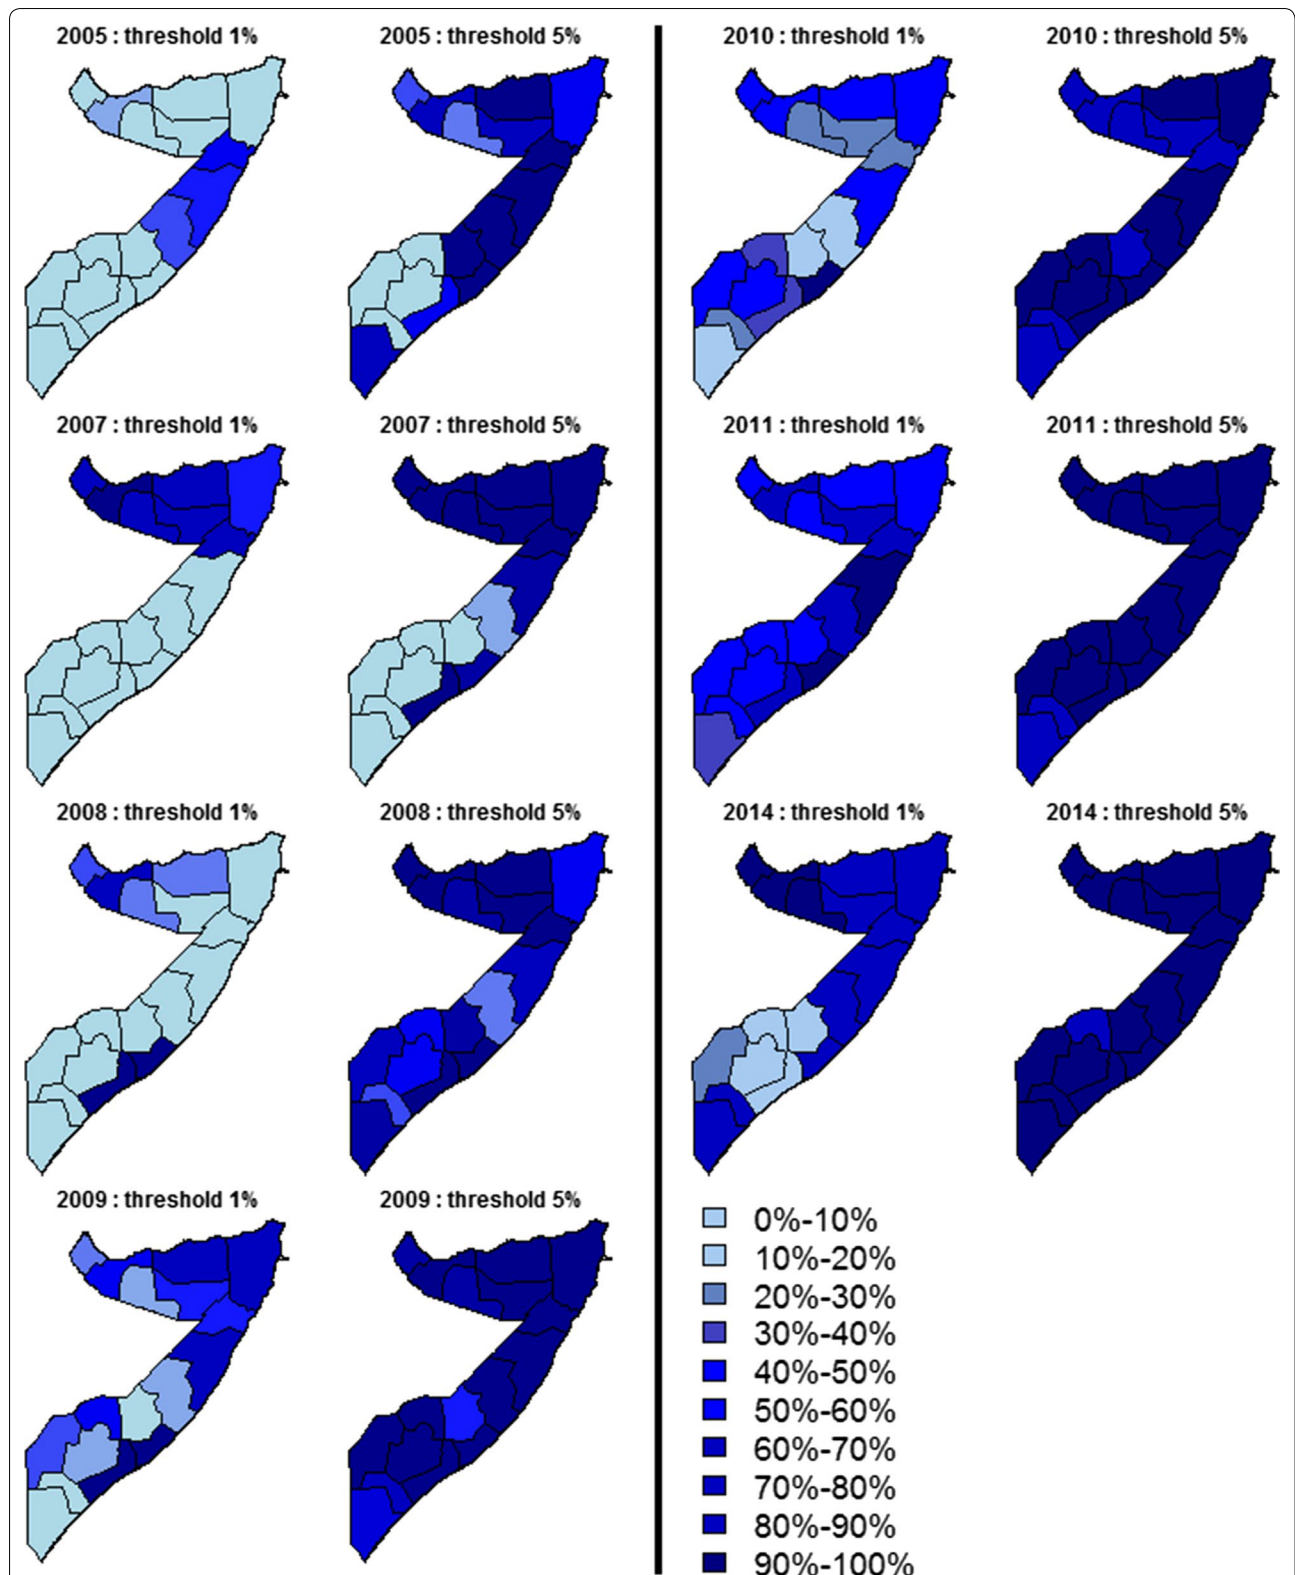 2005 : threshold 1%
2005 : threshold 5%
2010 : threshold 1%
2010 : threshold 5%
2007 : threshold 1%
2007 : threshold 5%
2011 : threshold 1%
2011 : threshold 5%
2008 : threshold 1%
2008 : threshold 5%
2014 : threshold 1%
2014 : threshold 5%
2009 : threshold 1%
2009 : threshold 5%
0%-10%
10%-20%
20%-30%
30%-40%
40%-50%
50%-60%
60%-70%
70%-80%
80%-90%
90%-100%